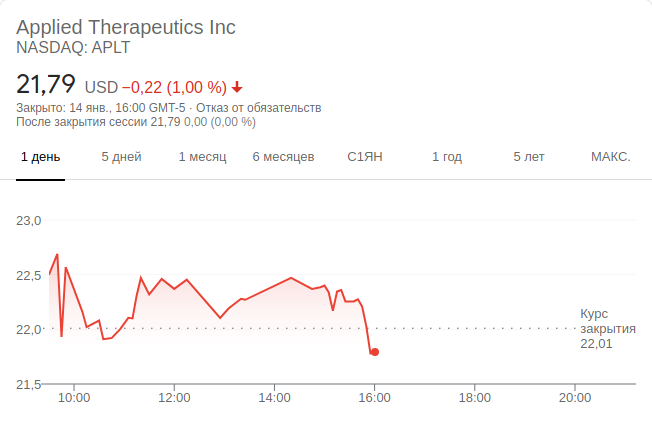 Applied Therapeutics Inc
NASDAQ: APLT
21,79 USD −0,22 (1,00 %)
Закрыто: 14 янв., 16:00 GMT-5 · Отказ от обязательств
После закрытия сессии 21,79 0,00 (0,00 %)
1 день 5 дней 1 месяц 6 месяцев С1ЯН 1 год 5 лет МАКС.
23,0
22,5
22,0
21,5
Курс
закрытия
22,01
10:00 12:00 14:00 16:00 18:00 20:00